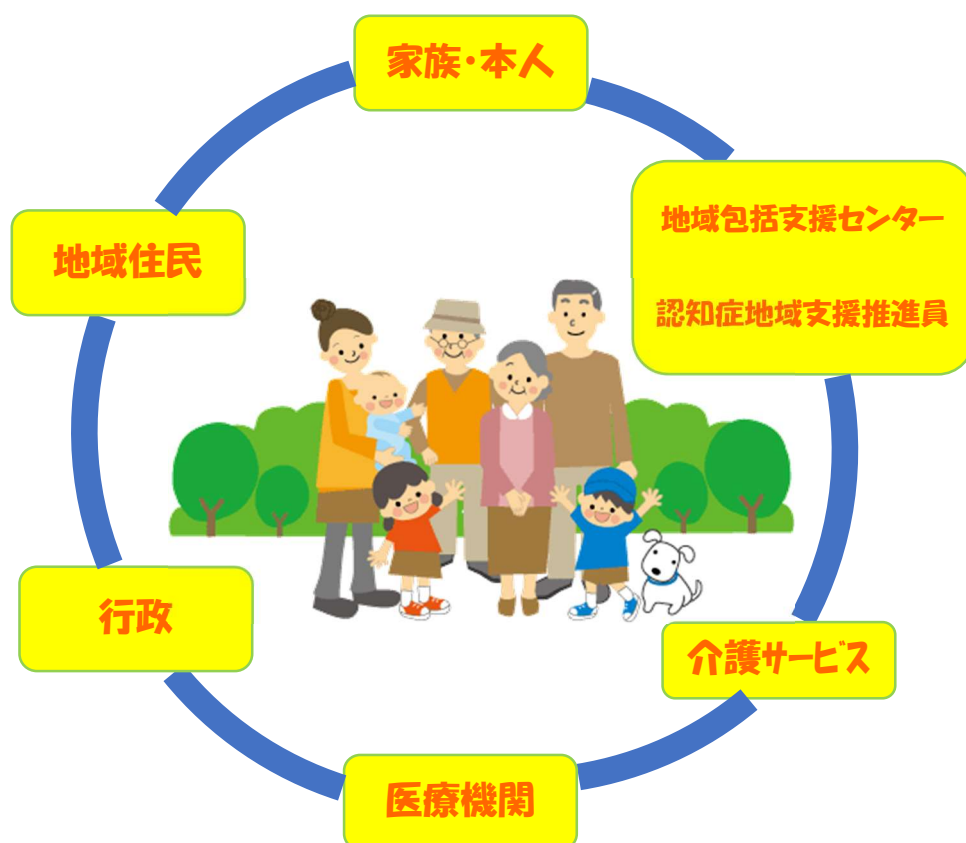 家族・本人
地域包括支援センター
認知症地域支援推進員
地域住民
介護サービス
行政
医療機関